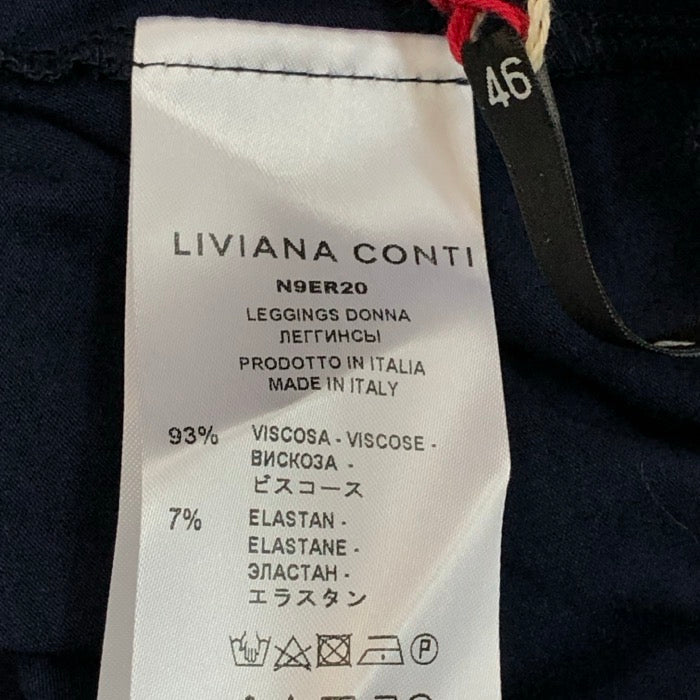 46
LIVIANA CONTI
N9ER20
LEGGINGS DONNA
ЛЕГГИНСЫ
PRODOTTO IN ITALIA
MADE IN ITALY
93% VISCOSA - VISCOSE -
ВИСКОЗА -
ビスコース
7% ELASTAN -
ELASTANE -
ЭЛАСТАН -
エラスタン
P